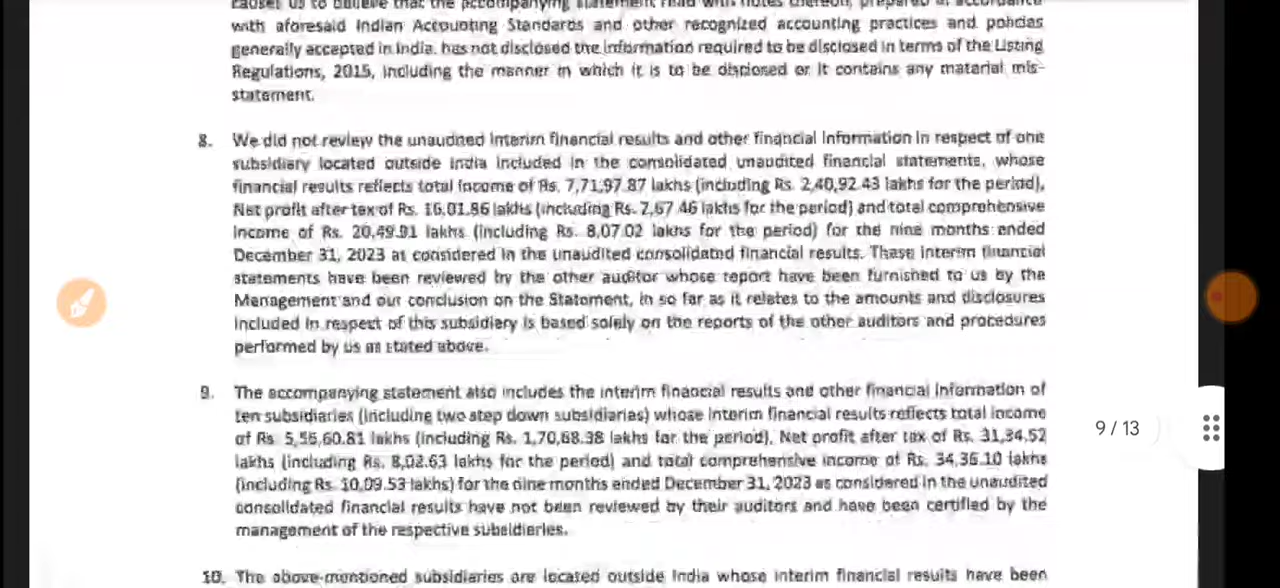 causes us to believe that the accompanying statement read with notes thereon, prepared in accordance
with aforesaid Indian Accounting Standards and other recognized accounting practices and policies
generally accepted in India, has not disclosed the information required to be disclosed in terms of the Listing
Regulations, 2015, including the manner in which it is to be disclosed or it contains any material mis-
statement.
8. We did not review the unaudited interim financial results and other financial information in respect of one
subsidiary located outside India included in the consolidated unaudited financial statements, whose
financial results reflects total income of Rs. 7,71,97.87 lakhs (including Rs. 2,40,92.43 lakhs for the period),
Net profit after tax of Rs. 16,01.96 lakhs (including Rs. 2,67.46 lakhs for the period) and total comprehensive
income of Rs. 20,49.91 lakhs (including Rs. 8,07.02 lakhs for the period) for the nine months ended
December 31, 2023 as considered in the unaudited consolidated financial results. These interim financial
statements have been reviewed by the other auditor whose report have been furnished to us by the
Management and our conclusion on the Statement, in so far as it relates to the amounts and disclosures
included in respect of this subsidiary is based solely on the reports of the other auditors and procedures
performed by us as stated above.
9. The accompanying statement also includes the interim financial results and other financial information of
ten subsidiaries (including two step down subsidiaries) whose interim financial results reflects total income
of Rs. 5,56,60.81 lakhs (including Rs. 1,70,68.38 lakhs for the period), Net profit after tax of Rs. 31,34.52
lakhs (including Rs. 8,02.63 lakhs for the period) and total comprehensive income of Rs. 34,36.10 lakhs
(including Rs. 10,09.53 lakhs) for the nine months ended December 31, 2023 as considered in the unaudited
consolidated financial results have not been reviewed by their auditors and have been certified by the
management of the respective subsidiaries.
9 / 13
10. The above-mentioned subsidiaries are located outside India whose interim financial results have been